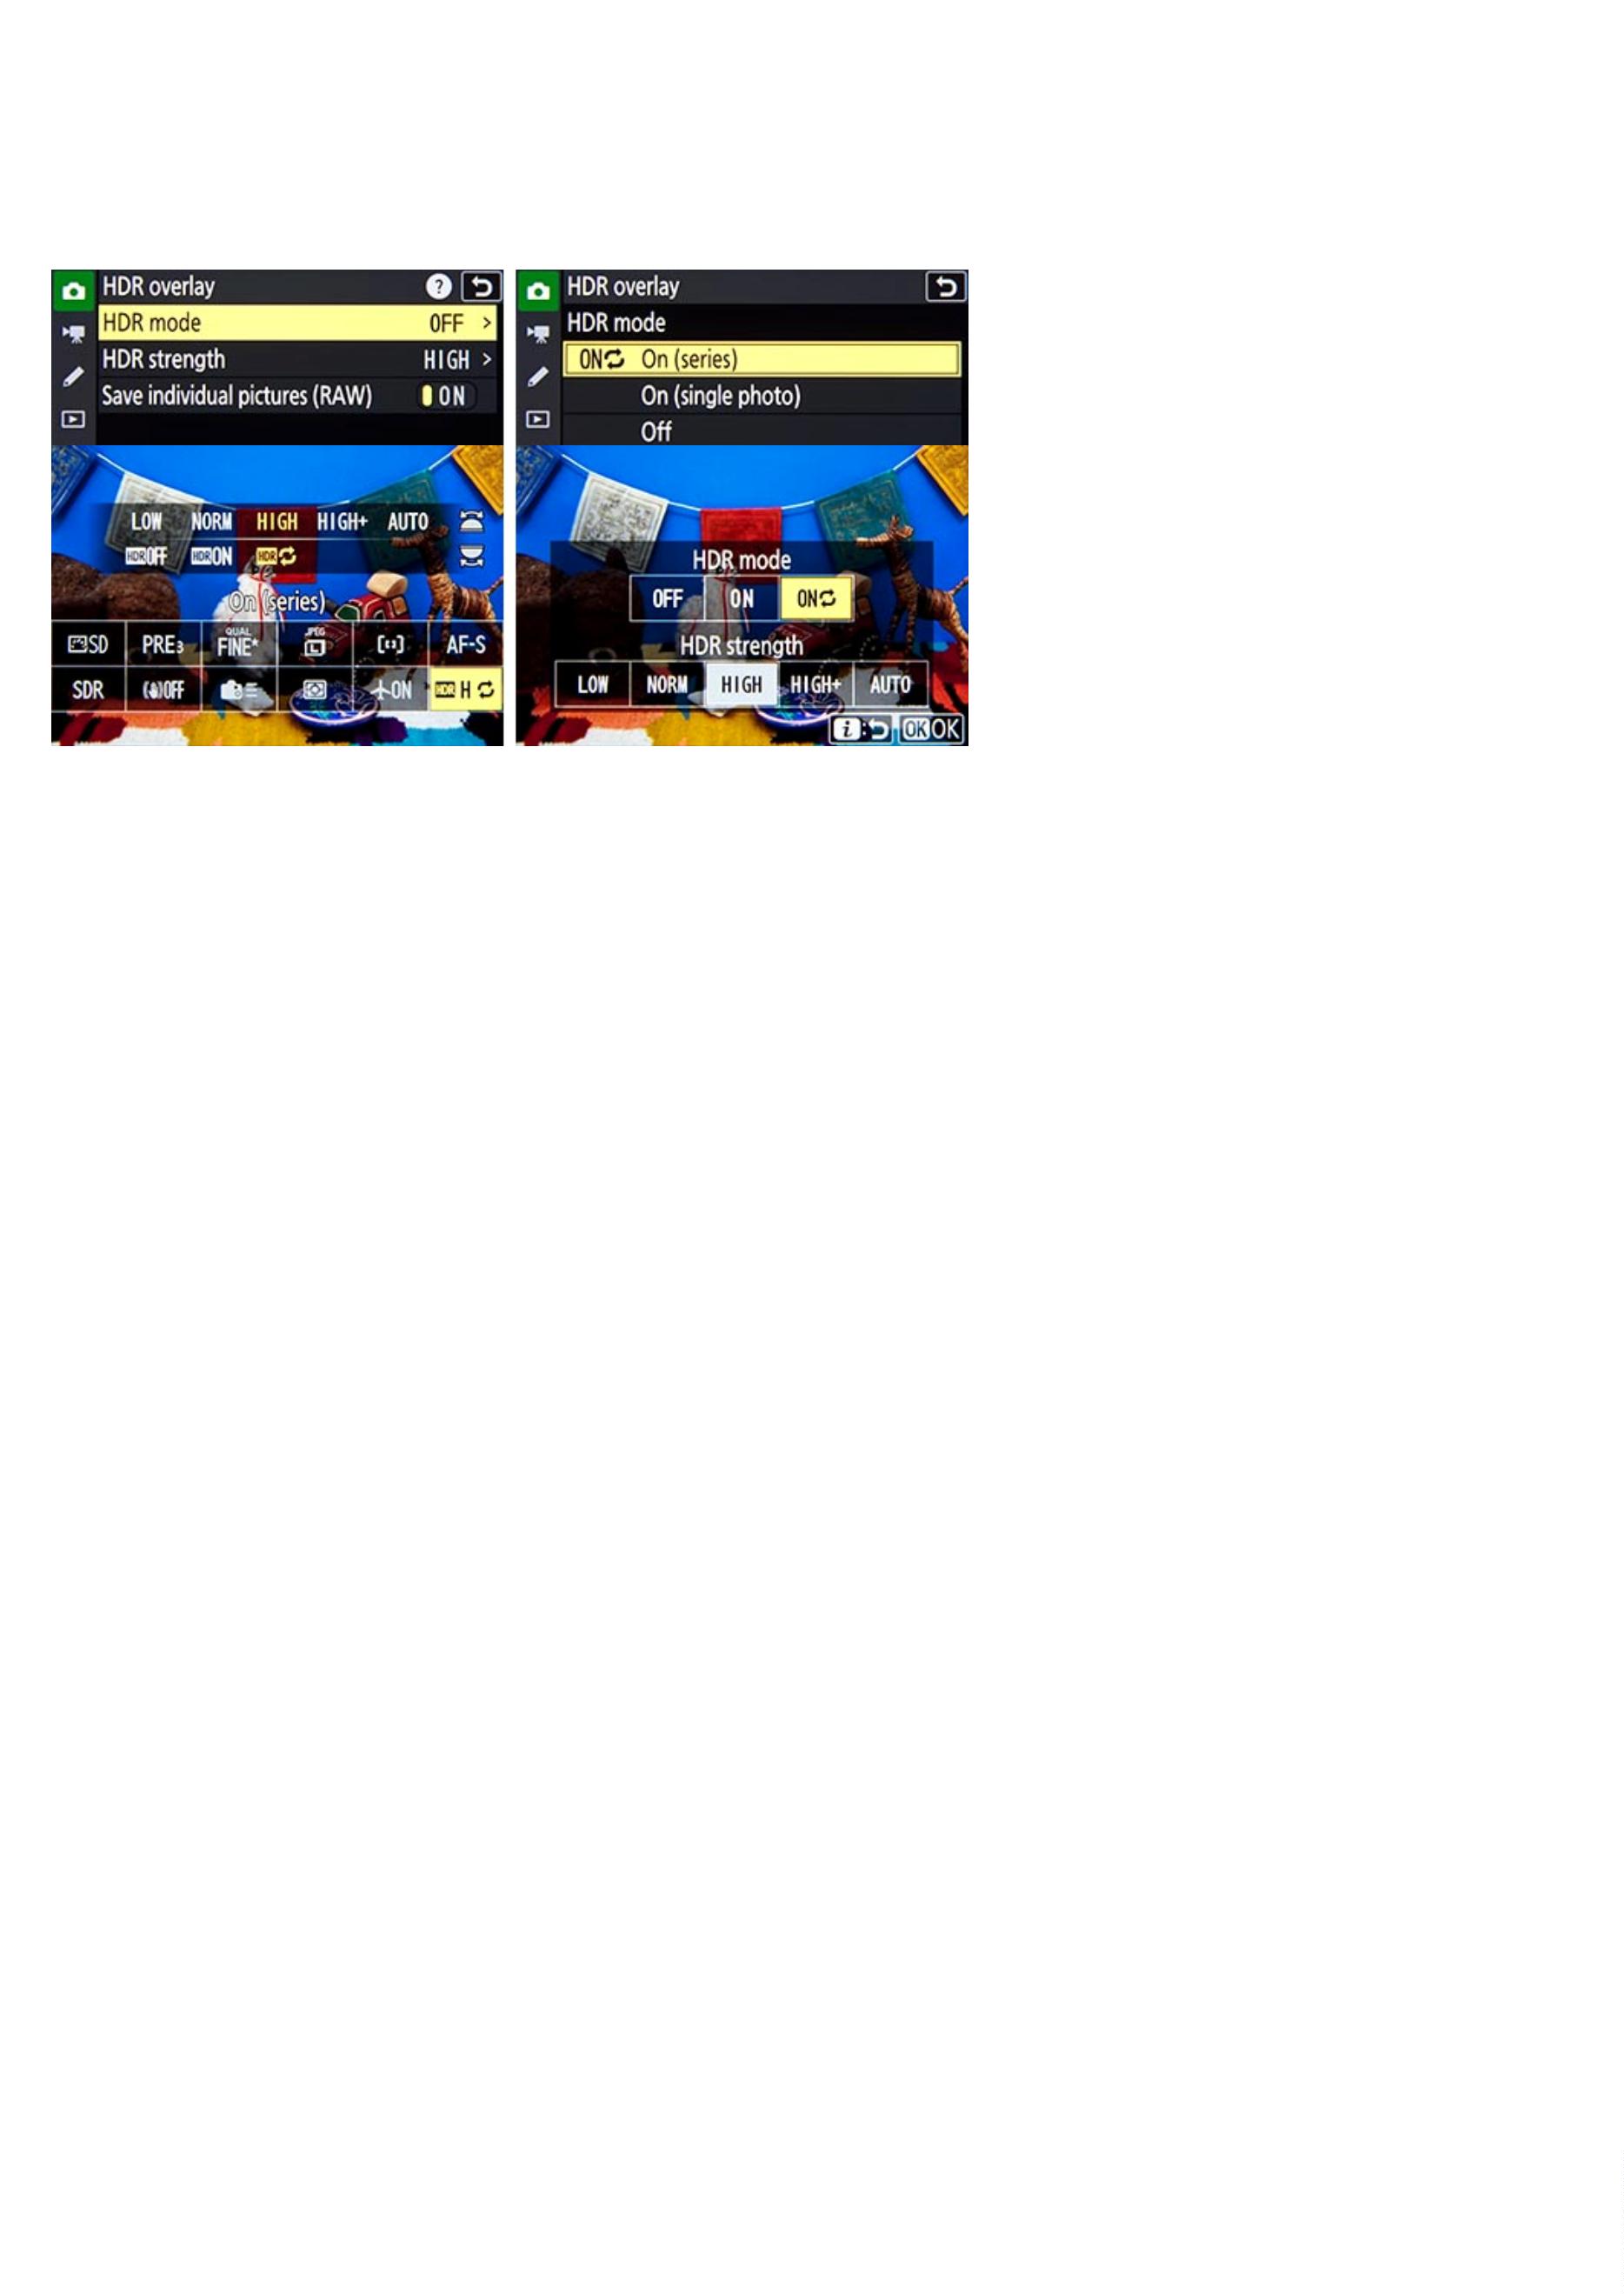 HDR overlay ?
HDR mode OFF >
HDR strength HIGH >
Save individual pictures (RAW) ON
LOW NORM HIGH HIGH+ AUTO
HDR OFF HDR ON HDR
On (series)
SD PRE3 QUAL FINE* JPEG L [ ] AF-S
SDR OFF ON HDR H
HDR overlay
HDR mode
ON On (series)
On (single photo)
Off
HDR mode
OFF ON ON
HDR strength
LOW NORM HIGH HIGH+ AUTO
i: OK OK